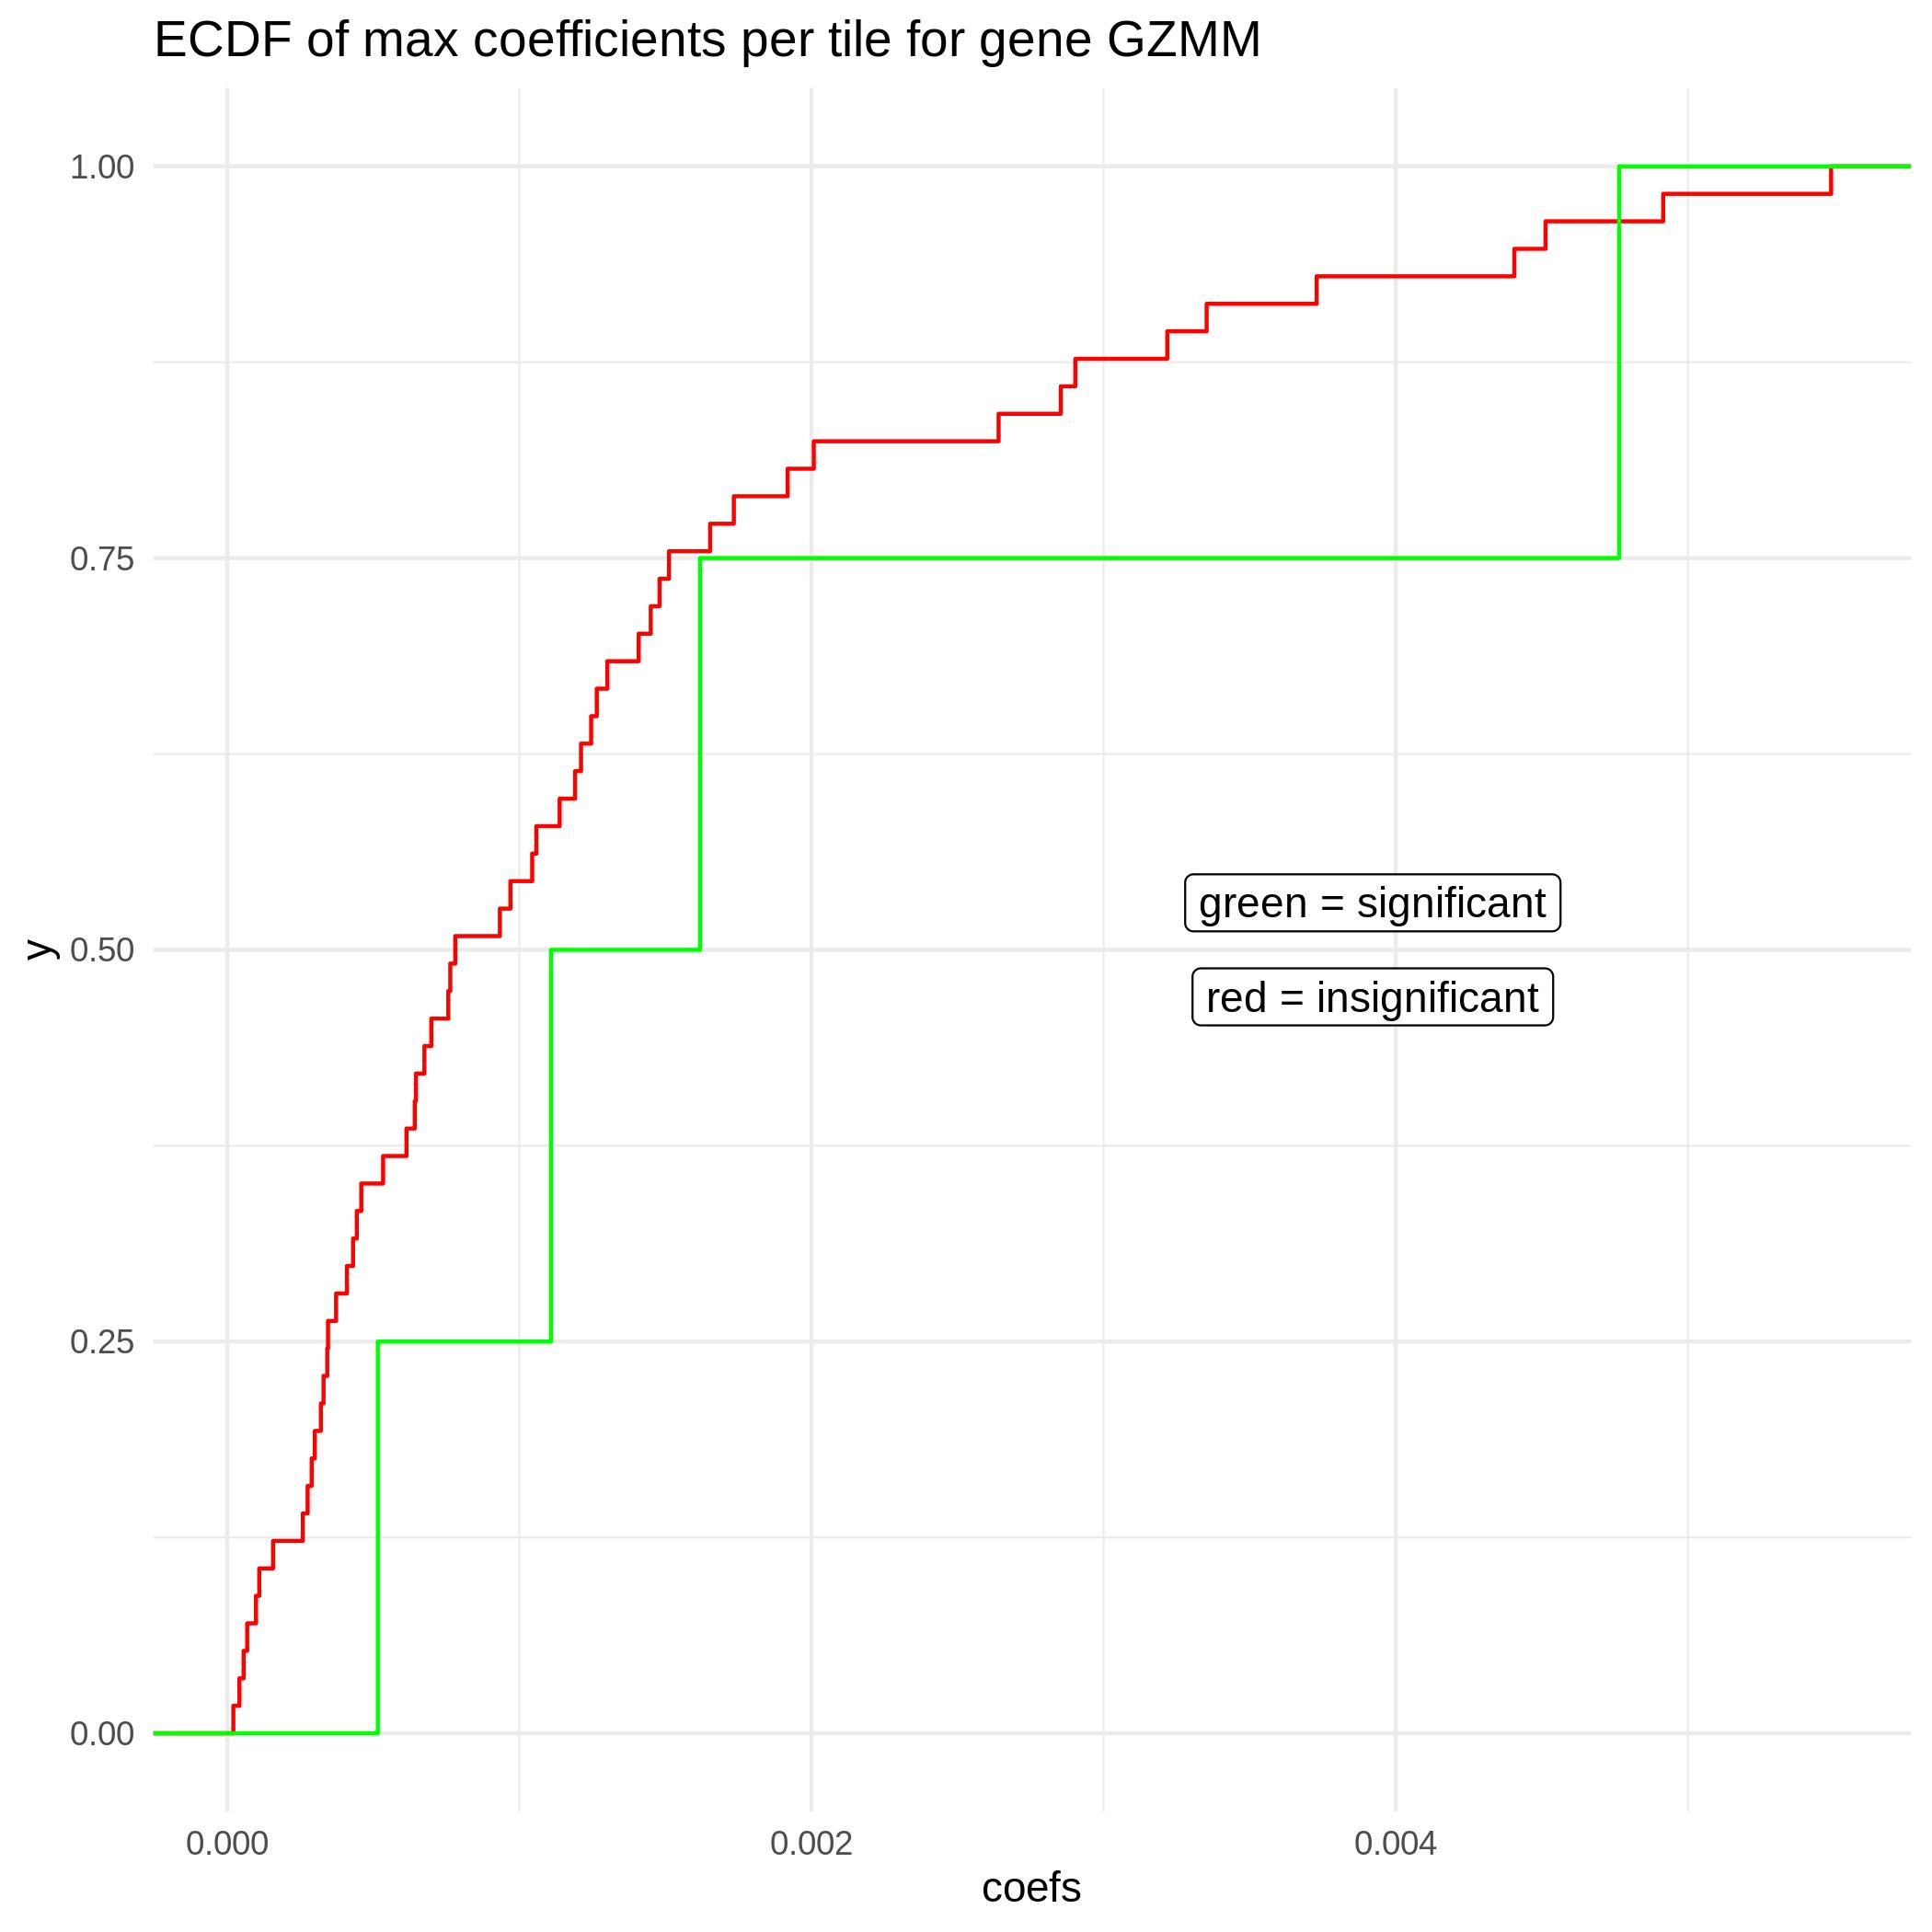 ECDF of max coefficients per tile for gene GZMM
1.00
0.75
0.50
0.25
0.00
y
green = significant
red = insignificant
0.000 0.002 0.004
coefs